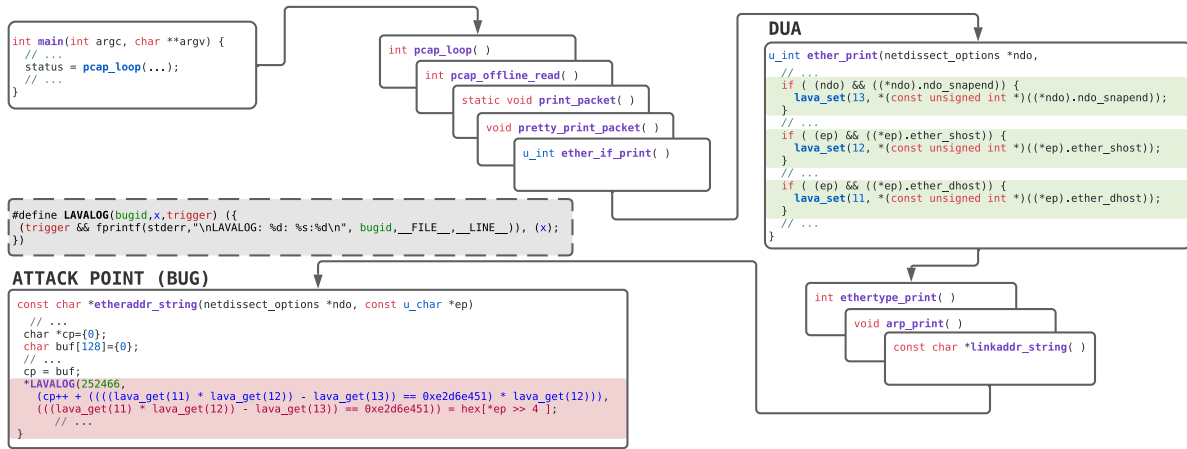 int main(int argc, char **argv) {
// ...
status = pcap_loop(...);
// ...
}
int pcap_loop( )
int pcap_offline_read( )
static void print_packet( )
void pretty_print_packet( )
u_int ether_if_print( )
DUA
u_int ether_print(netdissect_options *ndo,
// ...
if ( (ndo) && ((*ndo).ndo_snapend)) {
lava_set(13, *(const unsigned int *)((*ndo).ndo_snapend));
}
// ...
if ( (ep) && ((*ep).ether_shost)) {
lava_set(12, *(const unsigned int *)((*ep).ether_shost));
}
// ...
if ( (ep) && ((*ep).ether_dhost)) {
lava_set(11, *(const unsigned int *)((*ep).ether_dhost));
}
// ...
}
#define LAVALOG(bugid,x,trigger) ({
(trigger && fprintf(stderr,"\nLAVALOG: %d: %s:%d\n", bugid,__FILE__,__LINE__)), (x);
})
int ethertype_print( )
void arp_print( )
const char *linkaddr_string( )
ATTACK POINT (BUG)
const char *etheraddr_string(netdissect_options *ndo, const u_char *ep)
// ...
char *cp={0};
char buf[128]={0};
// ...
cp = buf;
*LAVALOG(252466,
(cp++ + ((((lava_get(11) * lava_get(12)) - lava_get(13)) == 0xe2d6e451) * lava_get(12))),
(((lava_get(11) * lava_get(12)) - lava_get(13)) == 0xe2d6e451)) = hex[*ep >> 4 ];
// ...
}